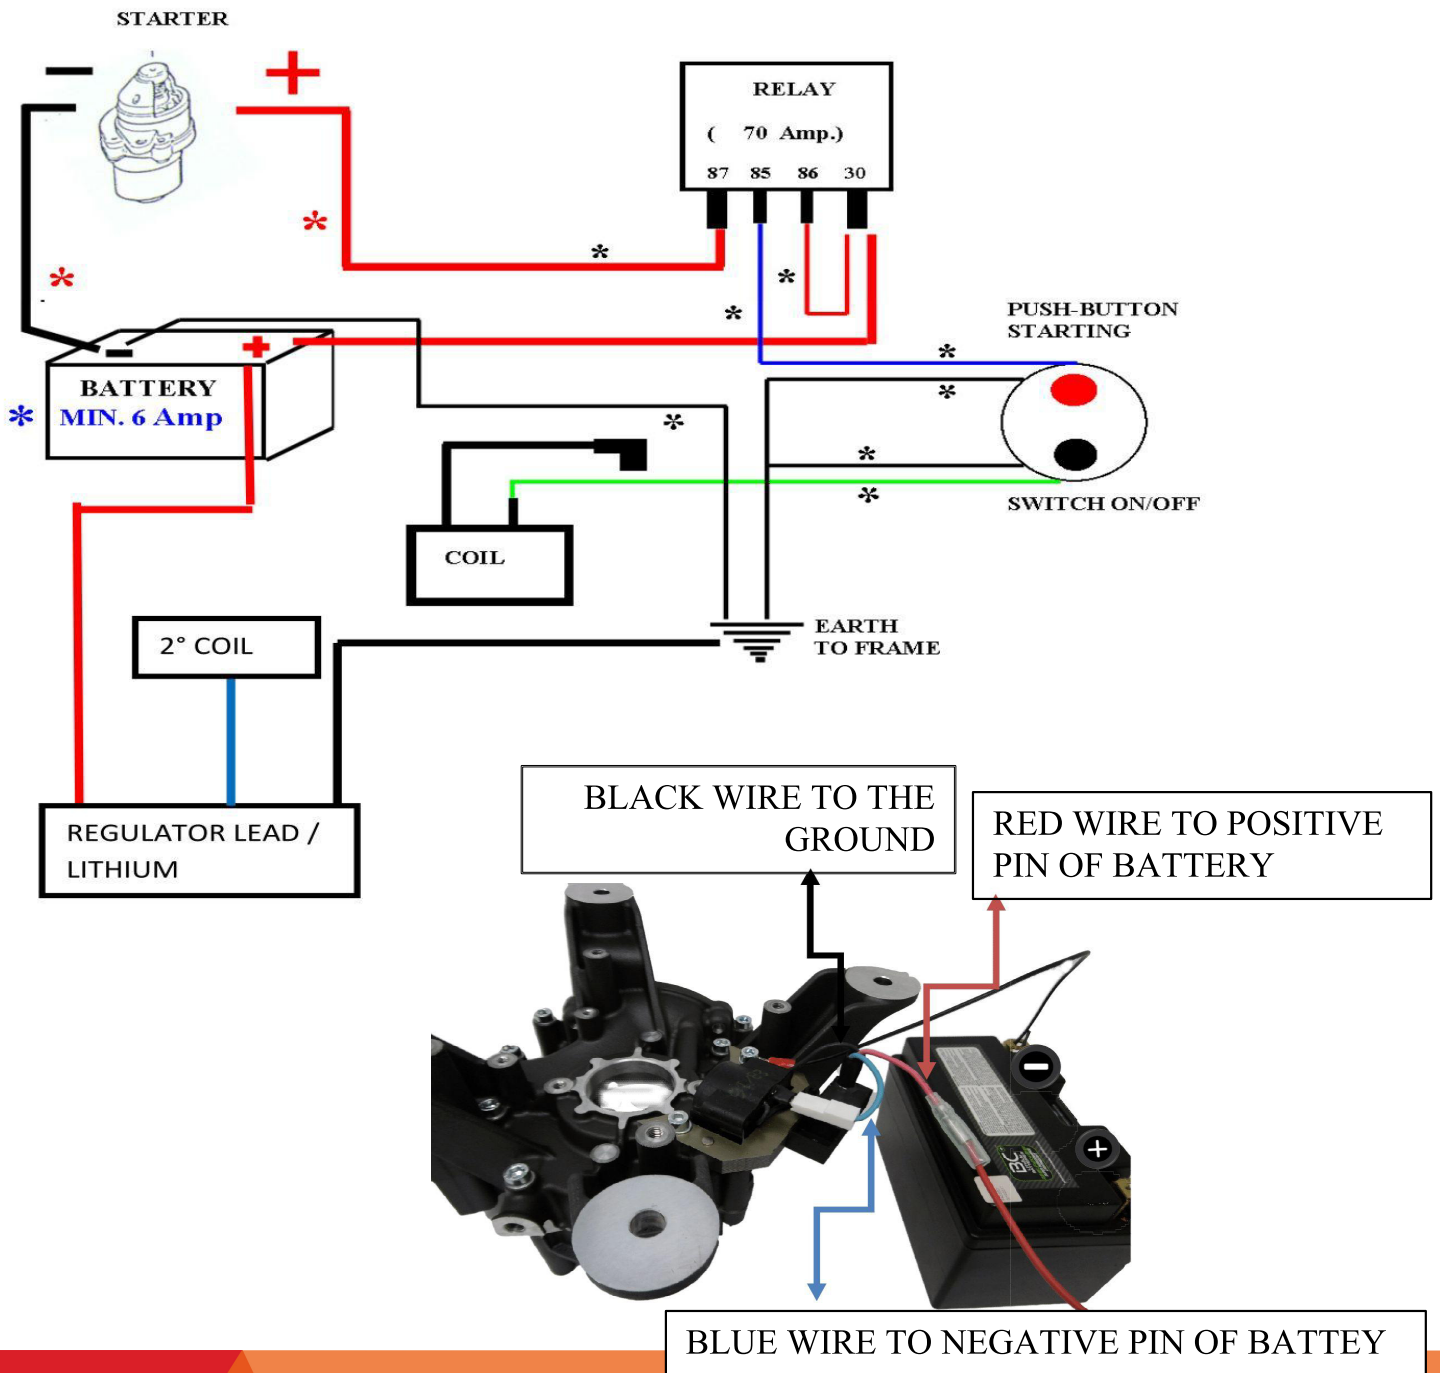 STARTER
RELAY
( 70 Amp.)
87 85 86 30
PUSH-BUTTON
STARTING
BATTERY
MIN. 6 Amp
SWITCH ON/OFF
COIL
EARTH
TO FRAME
2° COIL
REGULATOR LEAD /
LITHIUM
BLACK WIRE TO THE
GROUND
RED WIRE TO POSITIVE
PIN OF BATTERY
BC
BLUE WIRE TO NEGATIVE PIN OF BATTEY